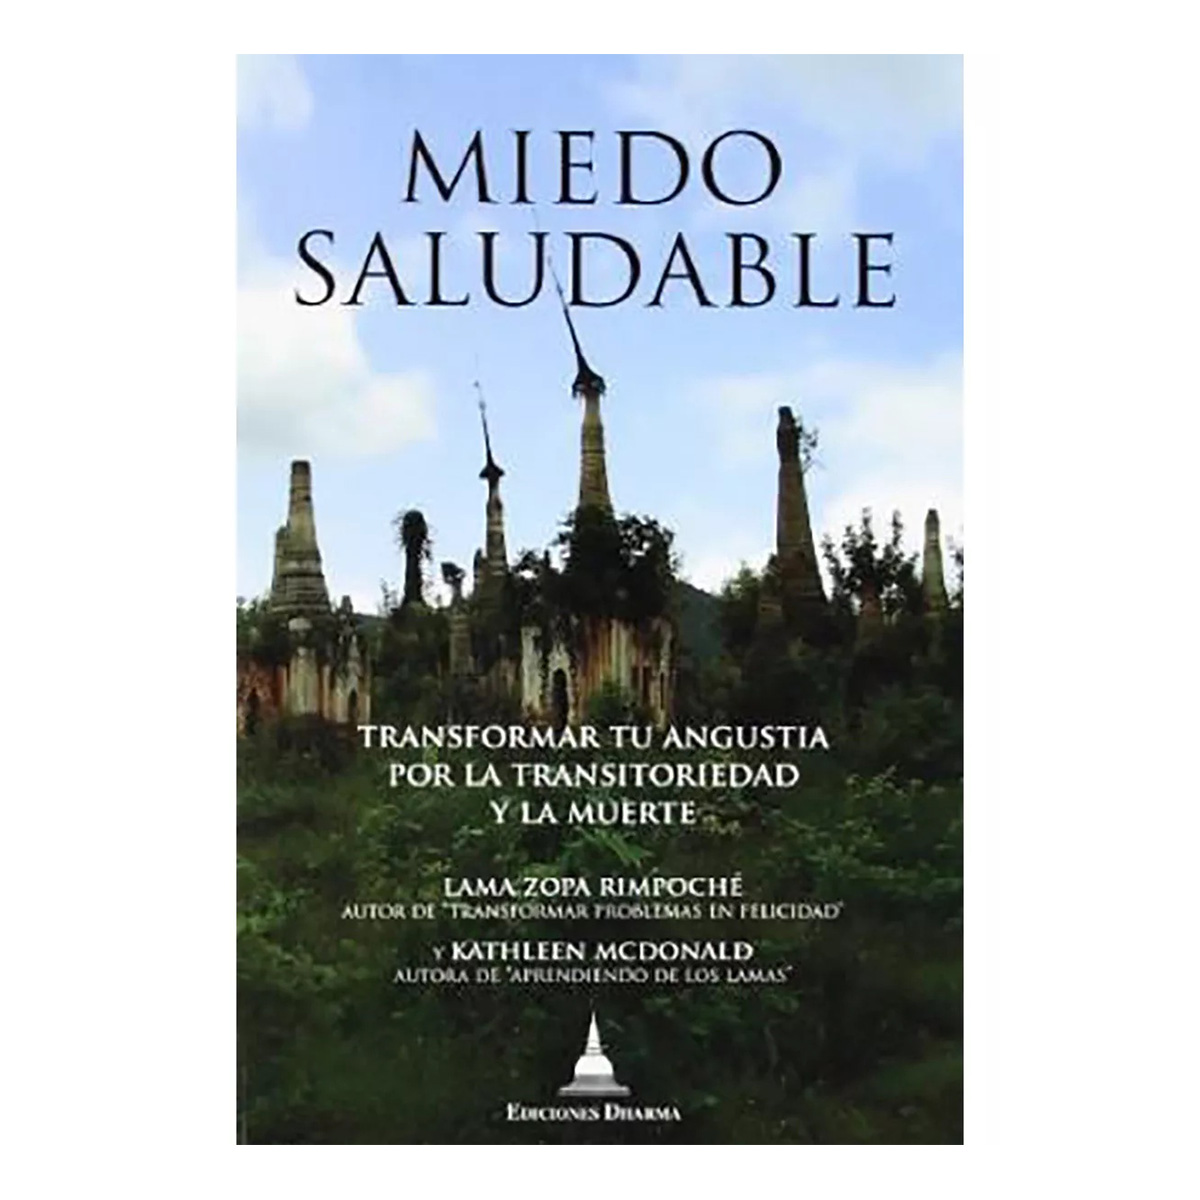 MIEDO
SALUDABLE
TRANSFORMAR TU ANGUSTIA
POR LA TRANSITORIEDAD
Y LA MUERTE
LAMA ZOPA RIMPOCHÉ
AUTOR DE "TRANSFORMAR PROBLEMAS EN FELICIDAD"
Y KATHLEEN MCDONALD
AUTORA DE "APRENDIENDO DE LOS LAMAS"
EDICIONES DHARMA